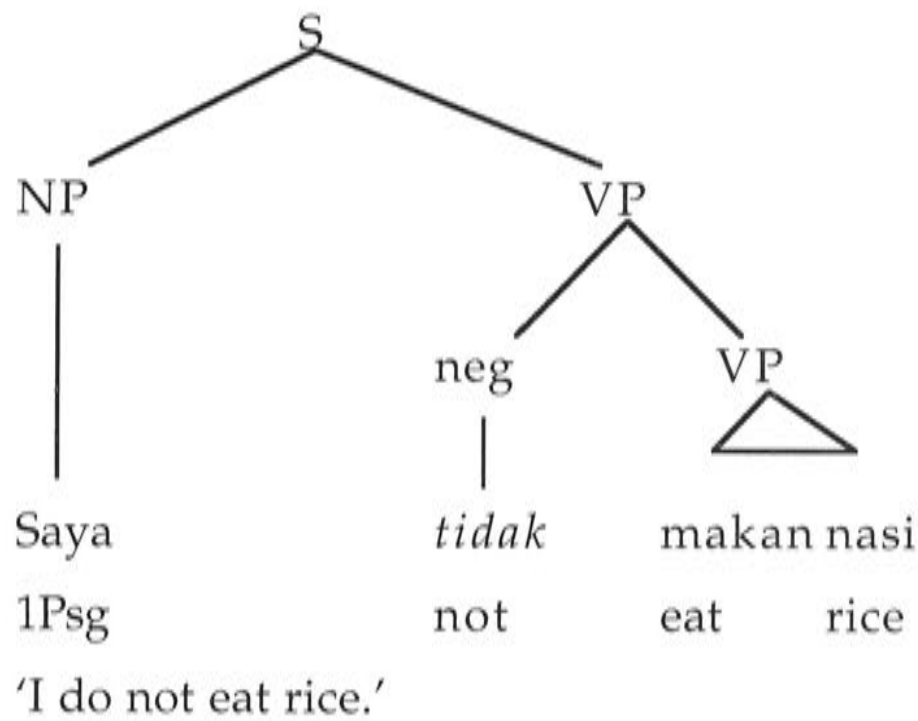 S
NP VP
neg VP
Saya tidak makan nasi
1Psg not eat rice
'I do not eat rice.'